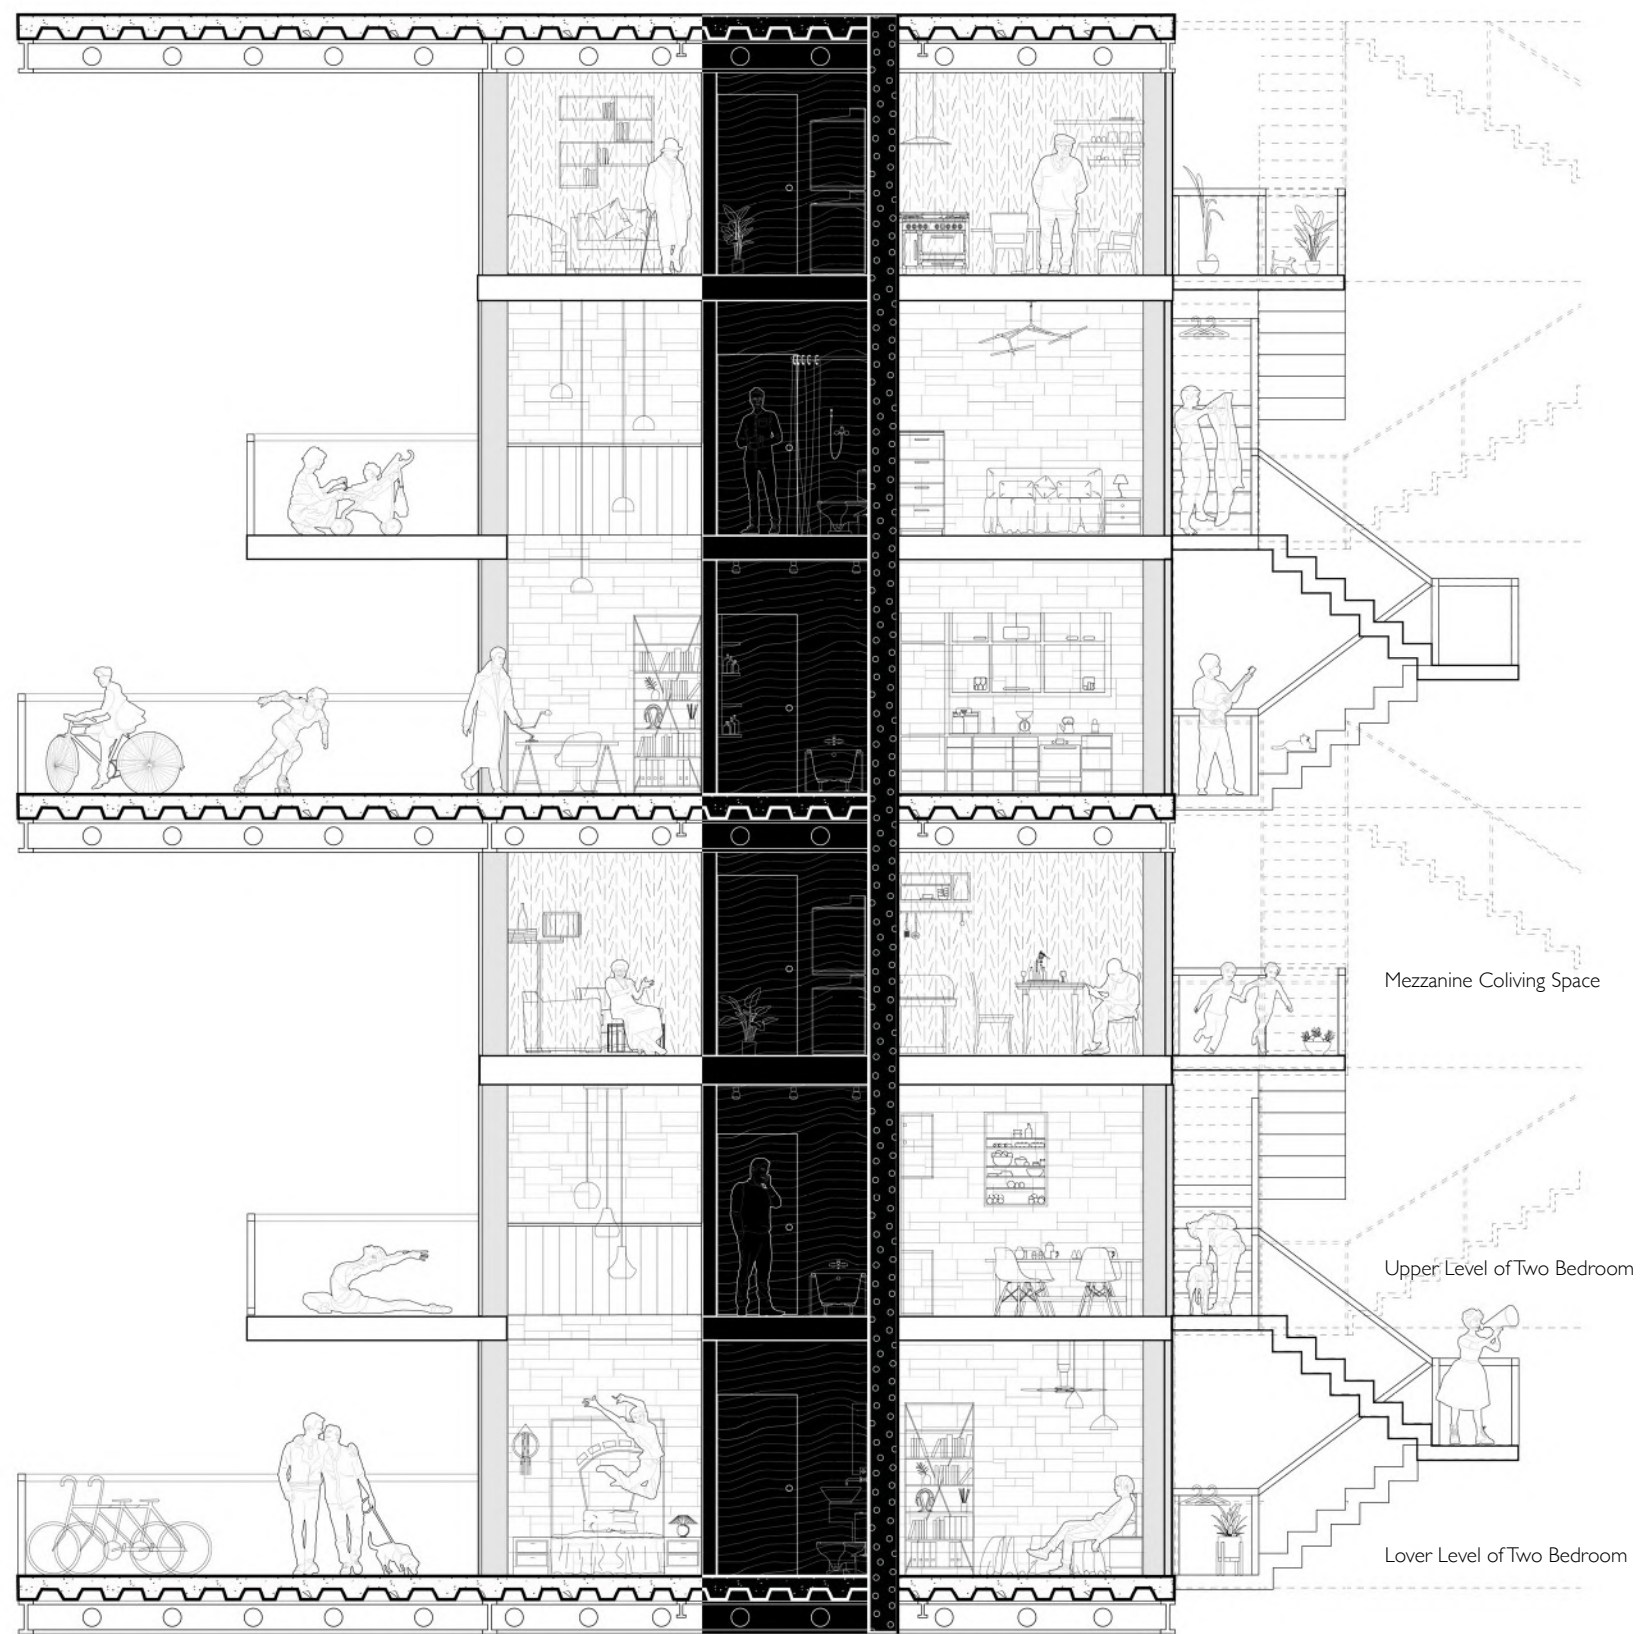 Mezzanine Coliving Space
Upper Level of Two Bedroom
Lover Level of Two Bedroom